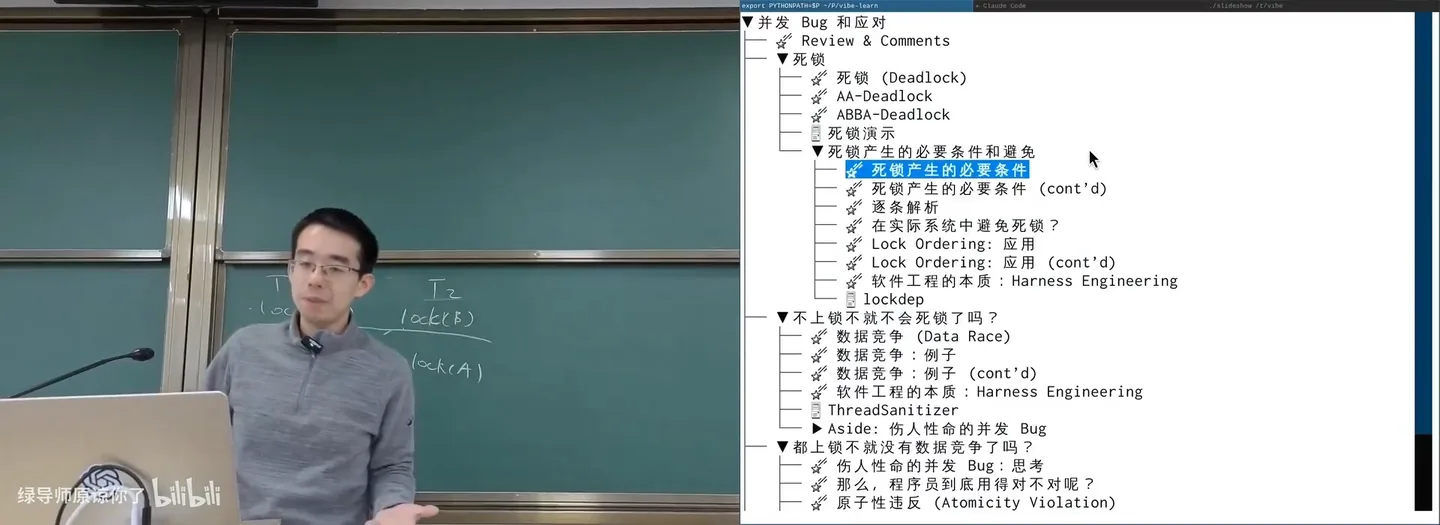 T₂
lock(B)
lock(A)
绿导师原谅你了 bilibili
export PYTHONPATH=$P ~/P/vibe-learn
Claude Code
./slideshow /t/vibe
▼并发 Bug 和应对
Review & Comments
▼死锁
死锁 (Deadlock)
AA-Deadlock
ABBA-Deadlock
死锁演示
▼死锁产生的必要条件和避免
死锁产生的必要条件
死锁产生的必要条件 (cont'd)
逐条解析
在实际系统中避免死锁？
Lock Ordering: 应用
Lock Ordering: 应用 (cont'd)
软件工程的本质：Harness Engineering
lockdep
▼不上锁不就不会死锁了吗？
数据竞争 (Data Race)
数据竞争：例子
数据竞争：例子 (cont'd)
软件工程的本质：Harness Engineering
ThreadSanitizer
▶Aside: 伤人性命的并发 Bug
▼都上锁不就没有数据竞争了吗？
伤人性命的并发 Bug：思考
那么，程序员到底用得对不对呢？
原子性违反 (Atomicity Violation)